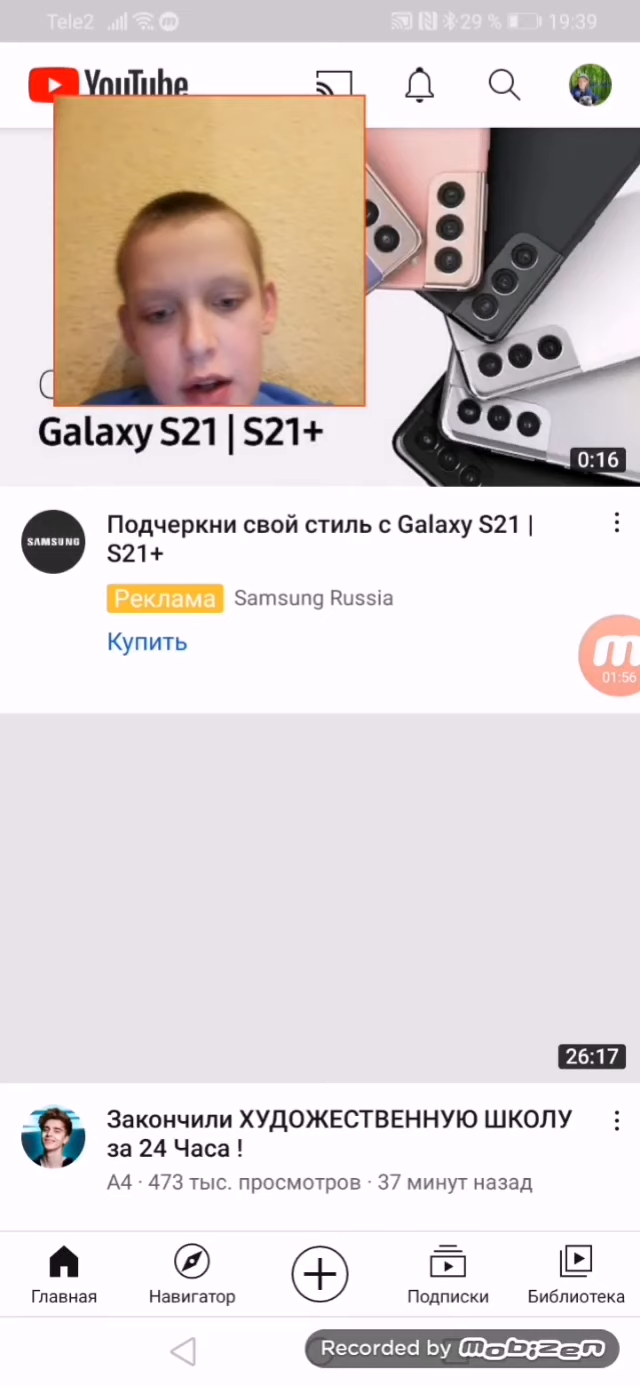 Tele2 29 % 19:39
YouTube
Galaxy S21 | S21+
0:16
SAMSUNG
Подчеркни свой стиль с Galaxy S21 |
S21+
Реклама Samsung Russia
Купить
01:56
26:17
Закончили ХУДОЖЕСТВЕННУЮ ШКОЛУ
за 24 Часа !
А4 · 473 тыс. просмотров · 37 минут назад
Главная Навигатор Подписки Библиотека
Recorded by mobizen